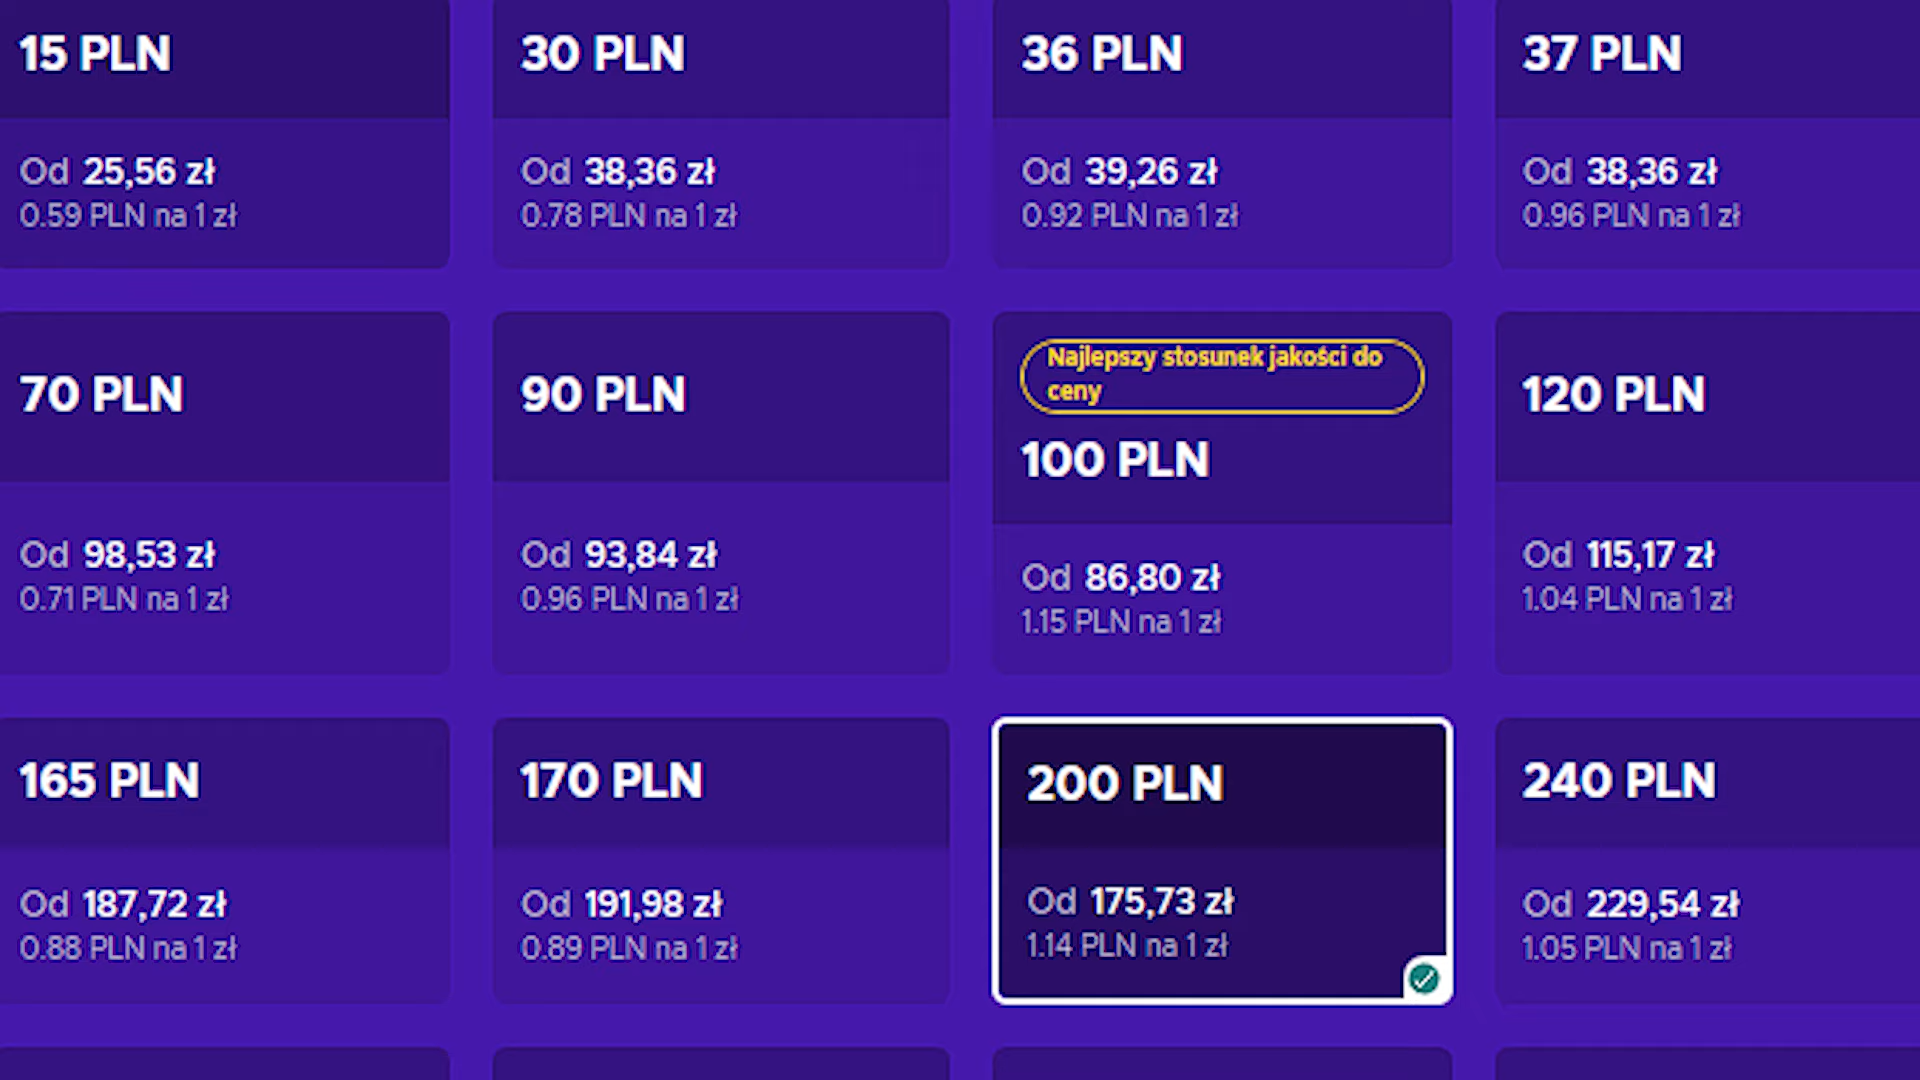 15 PLN
Od 25,56 zł
0.59 PLN na 1 zł
30 PLN
Od 38,36 zł
0.78 PLN na 1 zł
36 PLN
Od 39,26 zł
0.92 PLN na 1 zł
37 PLN
Od 38,36 zł
0.96 PLN na 1 zł
70 PLN
Od 98,53 zł
0.71 PLN na 1 zł
90 PLN
Od 93,84 zł
0.96 PLN na 1 zł
Najlepszy stosunek jakości do
ceny
100 PLN
Od 86,80 zł
1.15 PLN na 1 zł
120 PLN
Od 115,17 zł
1.04 PLN na 1 zł
165 PLN
Od 187,72 zł
0.88 PLN na 1 zł
170 PLN
Od 191,98 zł
0.89 PLN na 1 zł
200 PLN
Od 175,73 zł
1.14 PLN na 1 zł
240 PLN
Od 229,54 zł
1.05 PLN na 1 zł